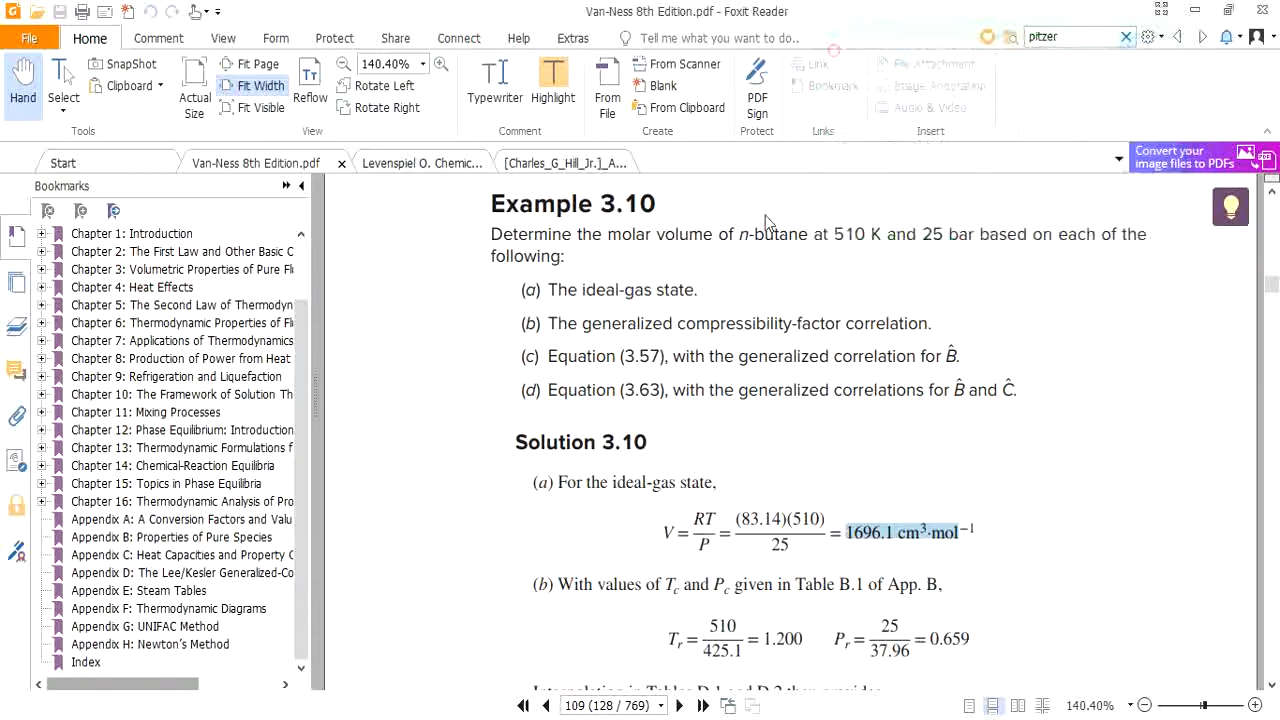 Van-Ness 8th Edition.pdf - Foxit Reader
File Home Comment View Form Protect Share Connect Help Extras Tell me what you want to do.. pitzer
Hand
Select
SnapShot
Clipboard
Actual Size
Fit Page
Fit Width
Fit Visible
Reflow
140.40%
Rotate Left
Rotate Right
Typewriter
Highlight
From File
From Scanner
Blank
From Clipboard
PDF Sign
Link
Bookmark
File Attachment
Image Annotation
Audio & Video
Tools View Comment Create Protect Links Insert
Start Van-Ness 8th Edition.pdf Levenspiel O. Chemic... [Charles_G_Hill_Jr.]_A...
Convert your
image files to PDFs
Bookmarks
Chapter 1: Introduction
Chapter 2: The First Law and Other Basic C
Chapter 3: Volumetric Properties of Pure Fl
Chapter 4: Heat Effects
Chapter 5: The Second Law of Thermodyn
Chapter 6: Thermodynamic Properties of Fl
Chapter 7: Applications of Thermodynamics
Chapter 8: Production of Power from Heat
Chapter 9: Refrigeration and Liquefaction
Chapter 10: The Framework of Solution Th
Chapter 11: Mixing Processes
Chapter 12: Phase Equilibrium: Introduction
Chapter 13: Thermodynamic Formulations f
Chapter 14: Chemical-Reaction Equilibria
Chapter 15: Topics in Phase Equilibria
Chapter 16: Thermodynamic Analysis of Pro
Appendix A: A Conversion Factors and Valu
Appendix B: Properties of Pure Species
Appendix C: Heat Capacities and Property C
Appendix D: The Lee/Kesler Generalized-Co
Appendix E: Steam Tables
Appendix F: Thermodynamic Diagrams
Appendix G: UNIFAC Method
Appendix H: Newton's Method
Index
Example 3.10
Determine the molar volume of n-butane at 510 K and 25 bar based on each of the
following:
(a) The ideal-gas state.
(b) The generalized compressibility-factor correlation.
(c) Equation (3.57), with the generalized correlation for B̂.
(d) Equation (3.63), with the generalized correlations for B̂ and Ĉ.
Solution 3.10
(a) For the ideal-gas state,
V = RT/P = (83.14)(510)/25 = 1696.1 cm³·mol⁻¹
(b) With values of Tc and Pc given in Table B.1 of App. B,
Tr = 510/425.1 = 1.200 Pr = 25/37.96 = 0.659
109 (128 / 769) 140.40%